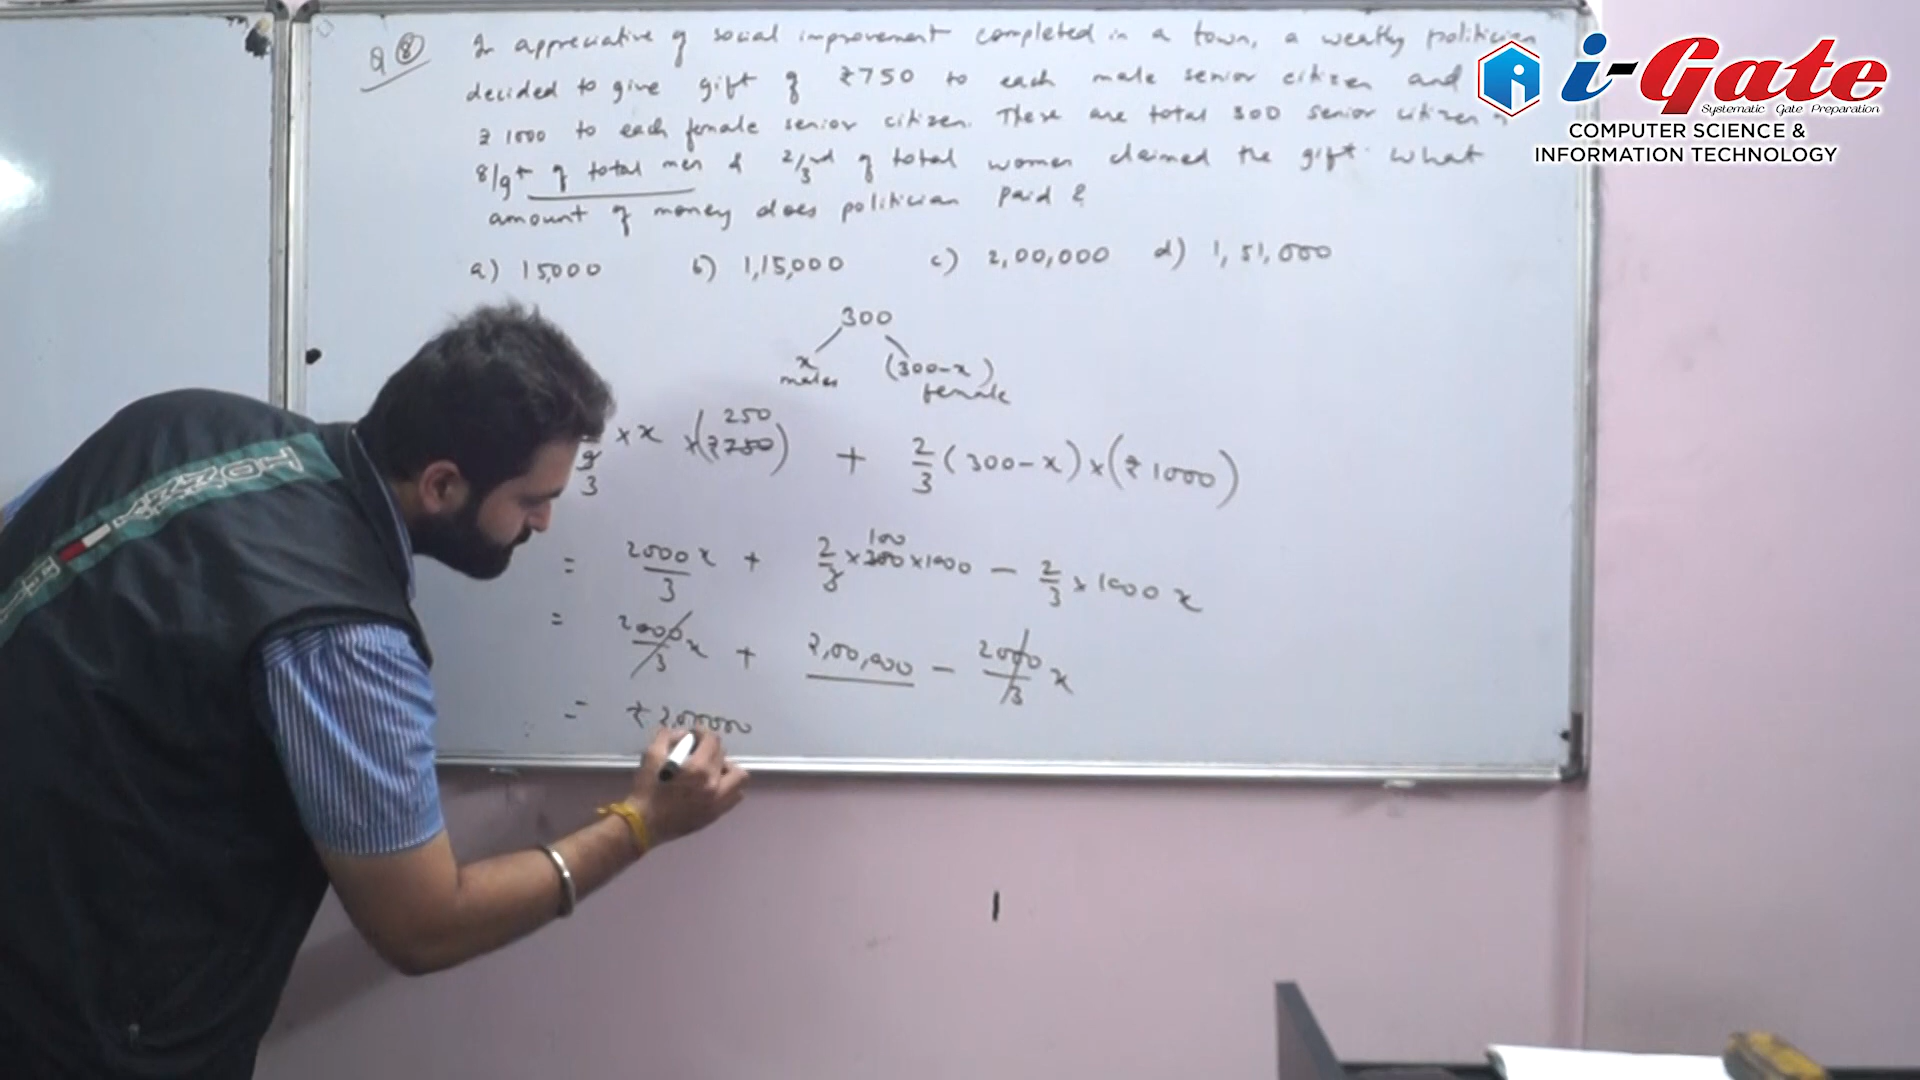 Q 8 In appreciative of social improvement completed in a town, a wealthy politician
decided to give gift of ₹750 to each male senior citizen and
₹ 1000 to each female senior citizen. There are total 300 senior citizen
8/9th of total men & 2/3nd of total women claimed the gift. What
amount of money does politician paid ?
a) 15,000 b) 1,15,000 c) 2,00,000 d) 1,51,000
300
x (300-x)
males female
250
9 × x × (₹750) + 2/3 (300-x) × (₹1000)
3
100
= 2000/3 x + 2/3 × 300 × 1000 - 2/3 × 1000 x
= 2000/3 x + 2,00,000 - 2000/3 x
= ₹ 2,00000
i-Gate
Systematic Gate Preparation
COMPUTER SCIENCE &
INFORMATION TECHNOLOGY